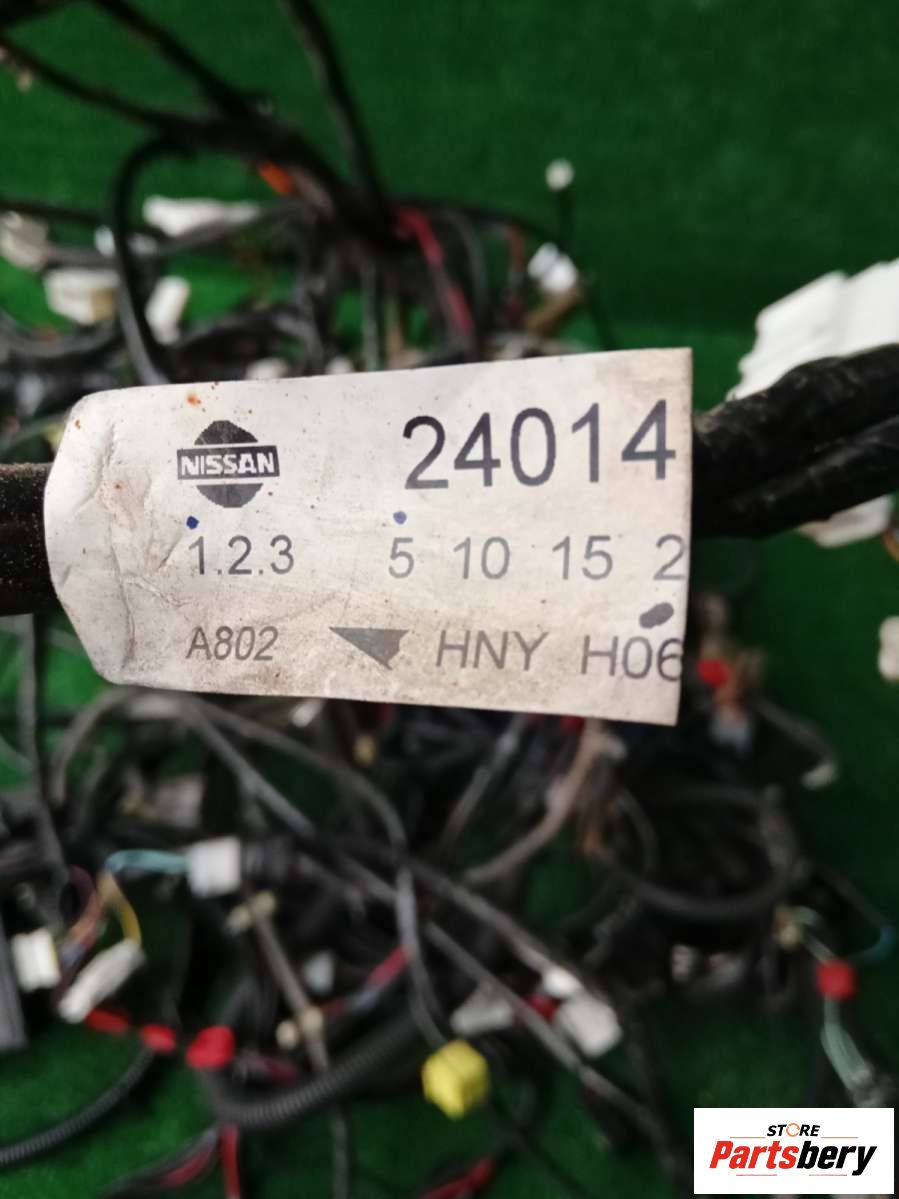 NISSAN
24014
1.2.3 5 10 15 2
A802 HNY H06
STORE
Partsbery